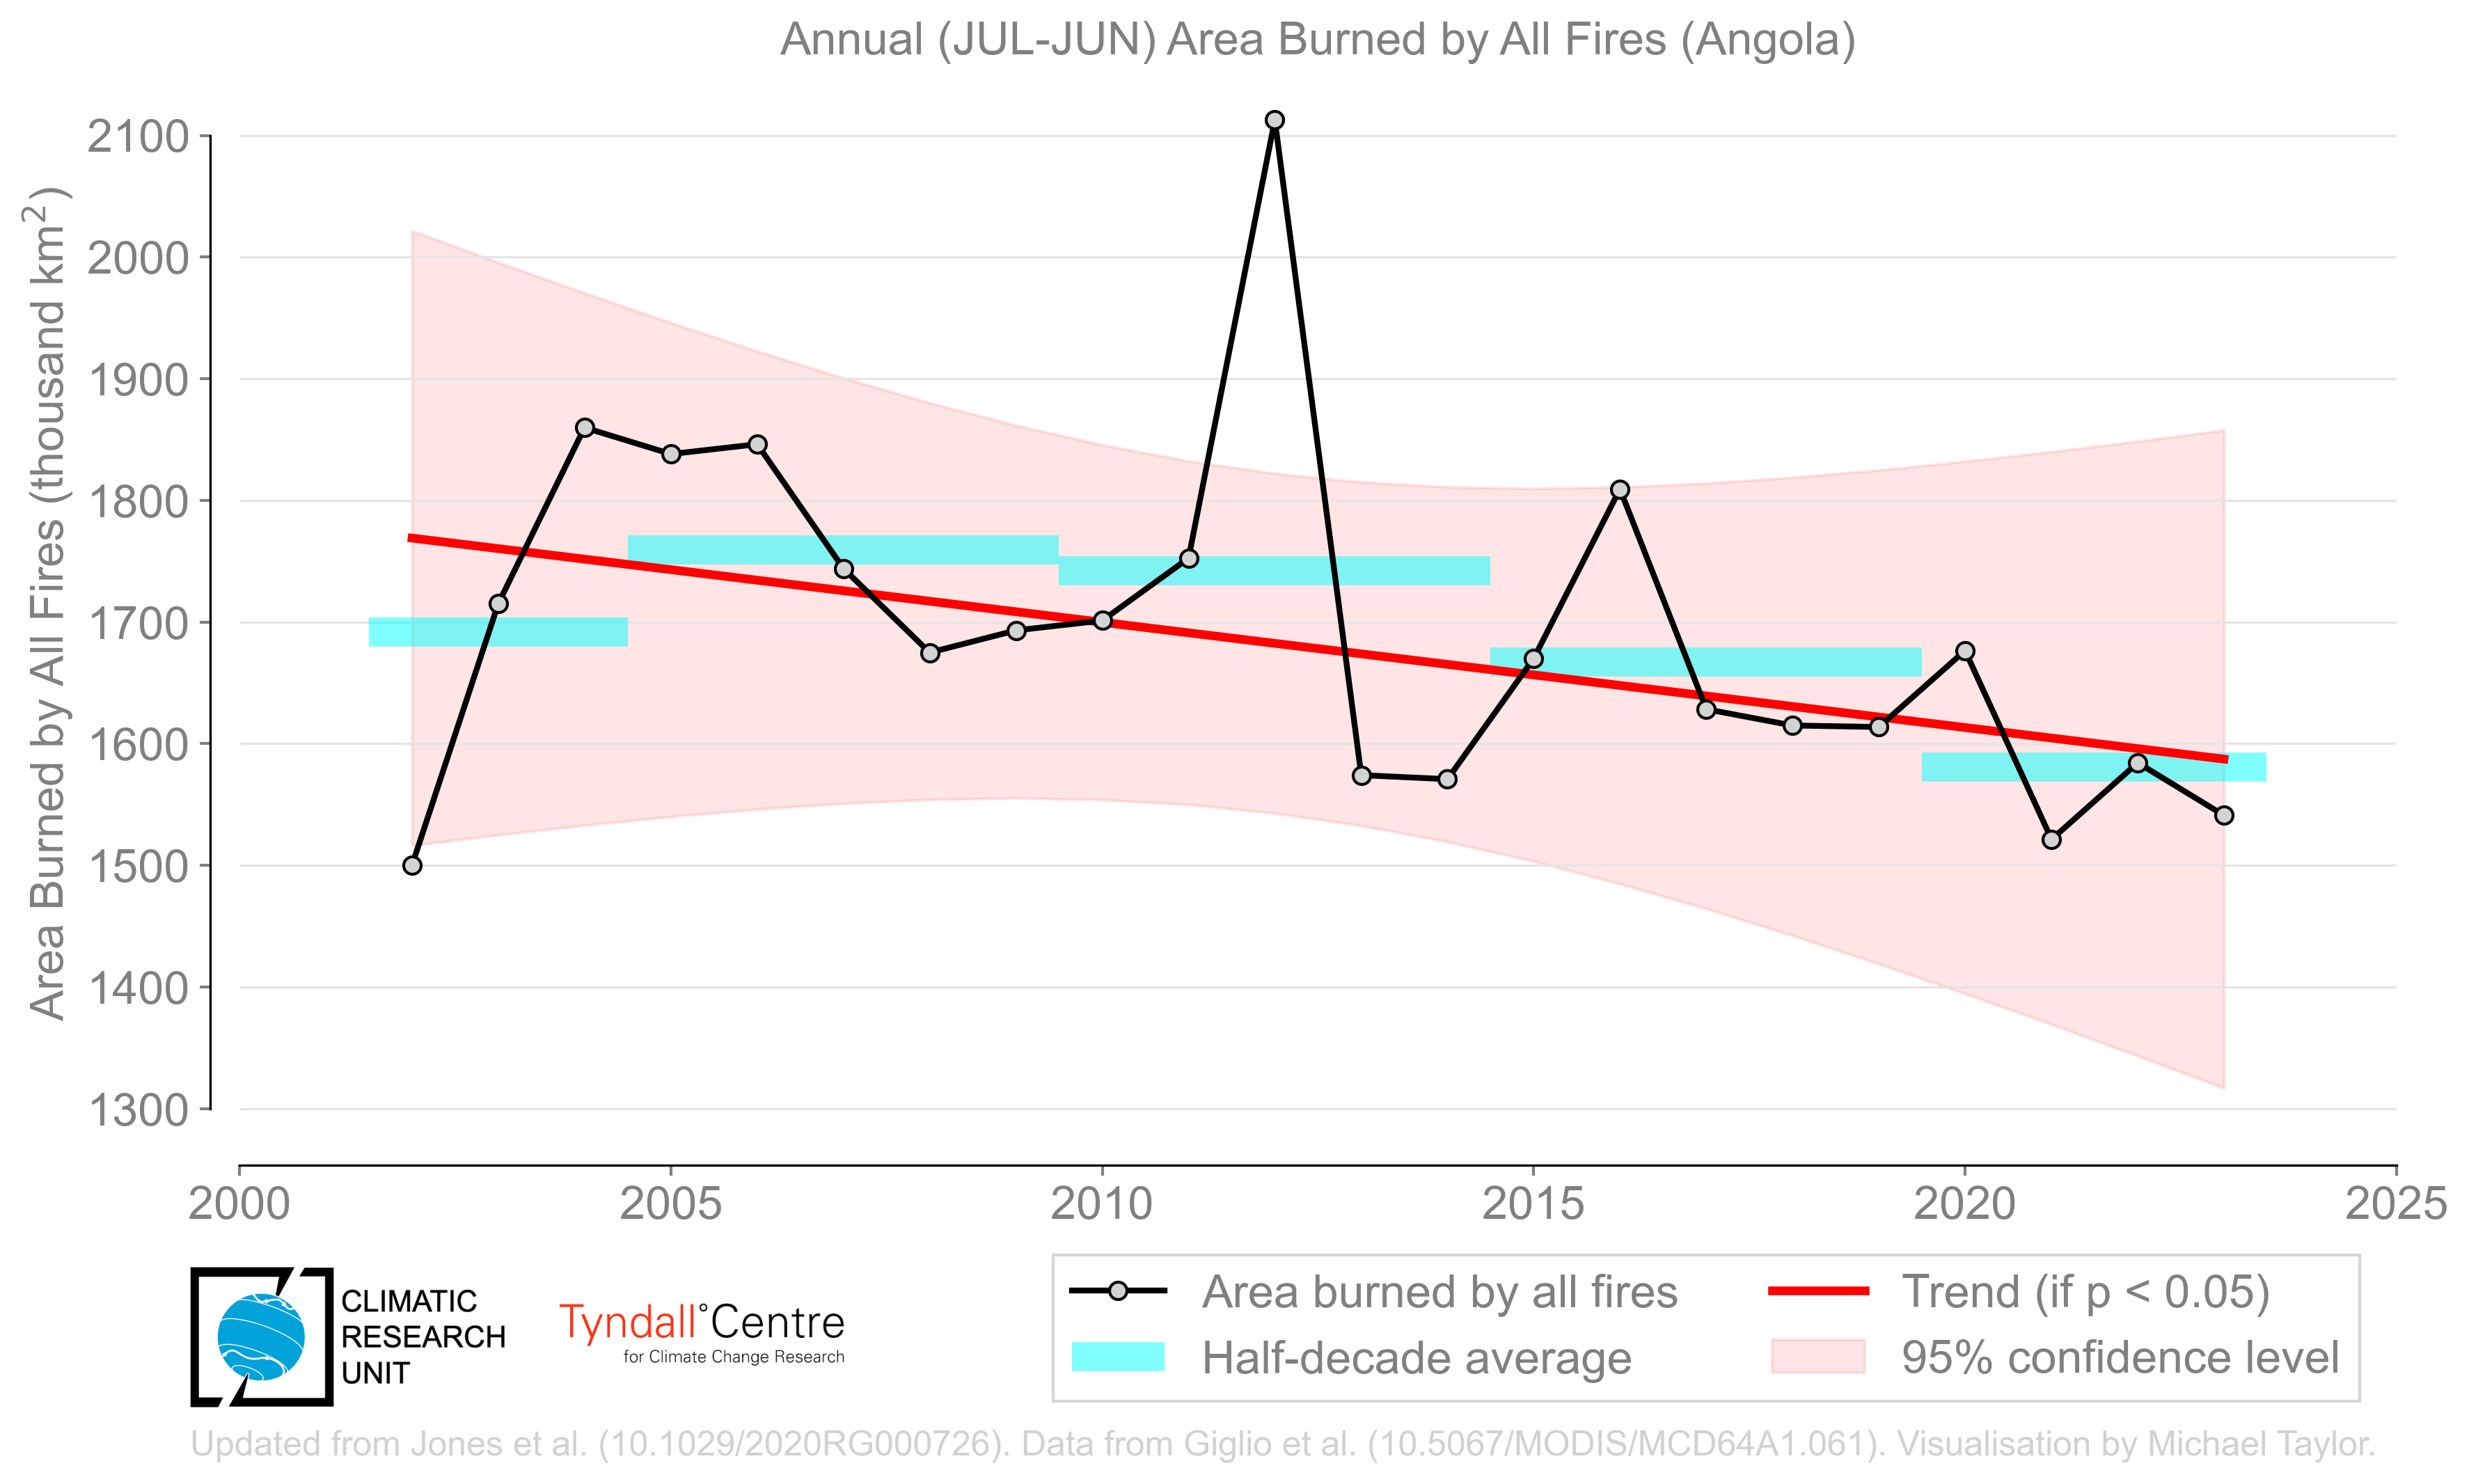 Annual (JUL-JUN) Area Burned by All Fires (Angola)
Area Burned by All Fires (thousand km²)
2100
2000
1900
1800
1700
1600
1500
1400
1300
2000 2005 2010 2015 2020 2025
CLIMATIC
RESEARCH
UNIT
Tyndall°Centre
for Climate Change Research
Area burned by all fires
Half-decade average
Trend (if p < 0.05)
95% confidence level
Updated from Jones et al. (10.1029/2020RG000726). Data from Giglio et al. (10.5067/MODIS/MCD64A1.061). Visualisation by Michael Taylor.